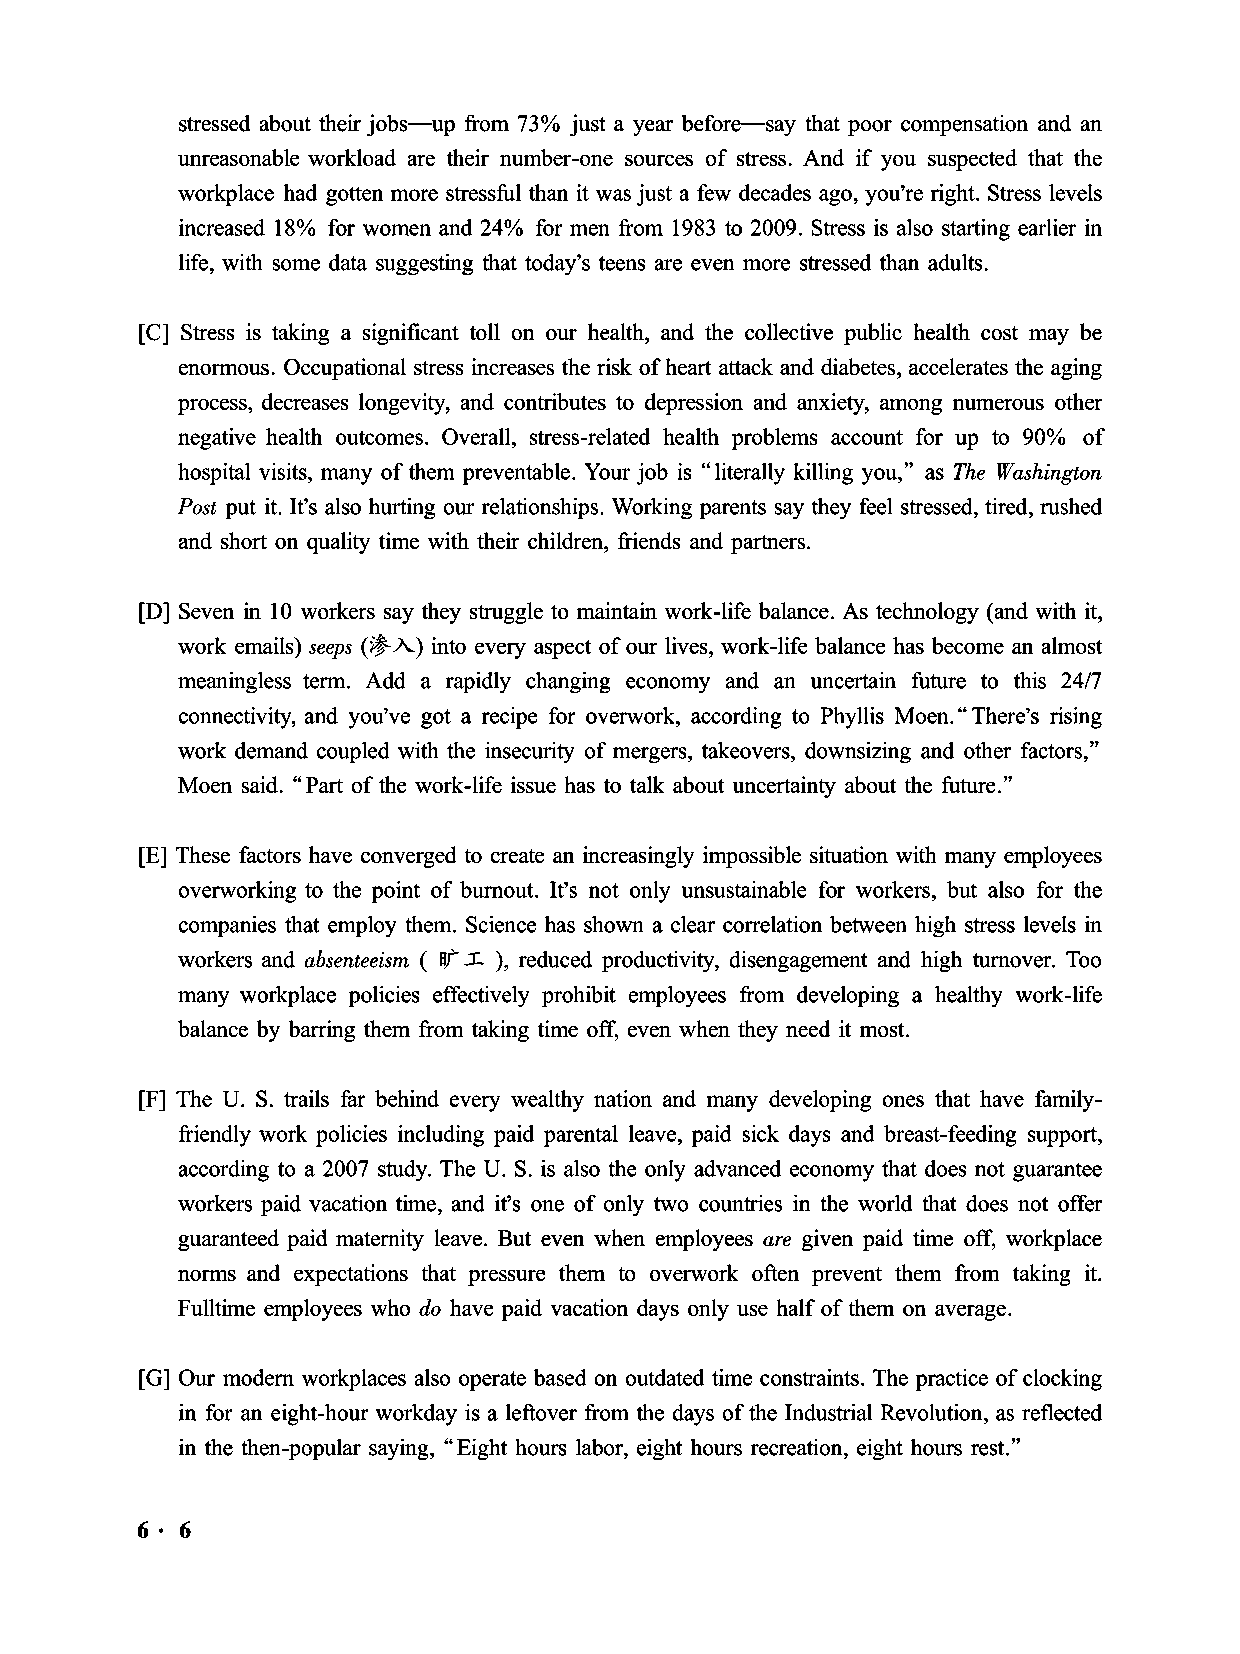 stressed about their jobs—up from 73% just a year before—say that poor compensation and an
unreasonable workload are their number-one sources of stress. And if you suspected that the
workplace had gotten more stressful than it was just a few decades ago, you're right. Stress levels
increased 18% for women and 24% for men from 1983 to 2009. Stress is also starting earlier in
life, with some data suggesting that today's teens are even more stressed than adults.
[C] Stress is taking a significant toll on our health, and the collective public health cost may be
enormous. Occupational stress increases the risk of heart attack and diabetes, accelerates the aging
process, decreases longevity, and contributes to depression and anxiety, among numerous other
negative health outcomes. Overall, stress-related health problems account for up to 90% of
hospital visits, many of them preventable. Your job is “literally killing you,” as The Washington
Post put it. It's also hurting our relationships. Working parents say they feel stressed, tired, rushed
and short on quality time with their children, friends and partners.
[D] Seven in 10 workers say they struggle to maintain work-life balance. As technology (and with it,
work emails) seeps (渗入) into every aspect of our lives, work-life balance has become an almost
meaningless term. Add a rapidly changing economy and an uncertain future to this 24/7
connectivity, and you've got a recipe for overwork, according to Phyllis Moen.“There's rising
work demand coupled with the insecurity of mergers, takeovers, downsizing and other factors,”
Moen said. “Part of the work-life issue has to talk about uncertainty about the future.”
[E] These factors have converged to create an increasingly impossible situation with many employees
overworking to the point of burnout. It's not only unsustainable for workers, but also for the
companies that employ them. Science has shown a clear correlation between high stress levels in
workers and absenteeism ( 旷工 ), reduced productivity, disengagement and high turnover. Too
many workplace policies effectively prohibit employees from developing a healthy work-life
balance by barring them from taking time off, even when they need it most.
[F] The U. S. trails far behind every wealthy nation and many developing ones that have family-
friendly work policies including paid parental leave, paid sick days and breast-feeding support,
according to a 2007 study. The U. S. is also the only advanced economy that does not guarantee
workers paid vacation time, and it's one of only two countries in the world that does not offer
guaranteed paid maternity leave. But even when employees are given paid time off, workplace
norms and expectations that pressure them to overwork often prevent them from taking it.
Fulltime employees who do have paid vacation days only use half of them on average.
[G] Our modern workplaces also operate based on outdated time constraints. The practice of clocking
in for an eight-hour workday is a leftover from the days of the Industrial Revolution, as reflected
in the then-popular saying, “Eight hours labor, eight hours recreation, eight hours rest.”
6 · 6